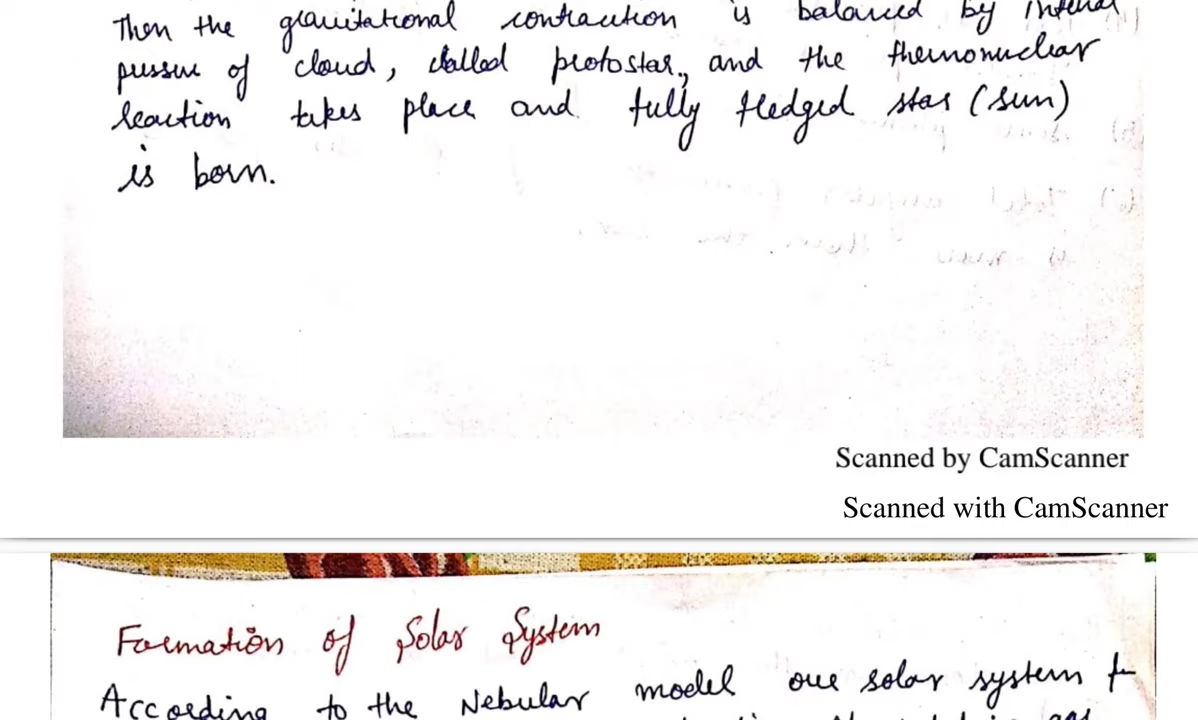 Then the gravitational contraction is balanced by internal
pressure of cloud, called protostar, and the thermonuclear
reaction takes place and fully fledged star (sun)
is born.
Scanned by CamScanner
Scanned with CamScanner
Formation of Solar System
According to the Nebular model our solar system